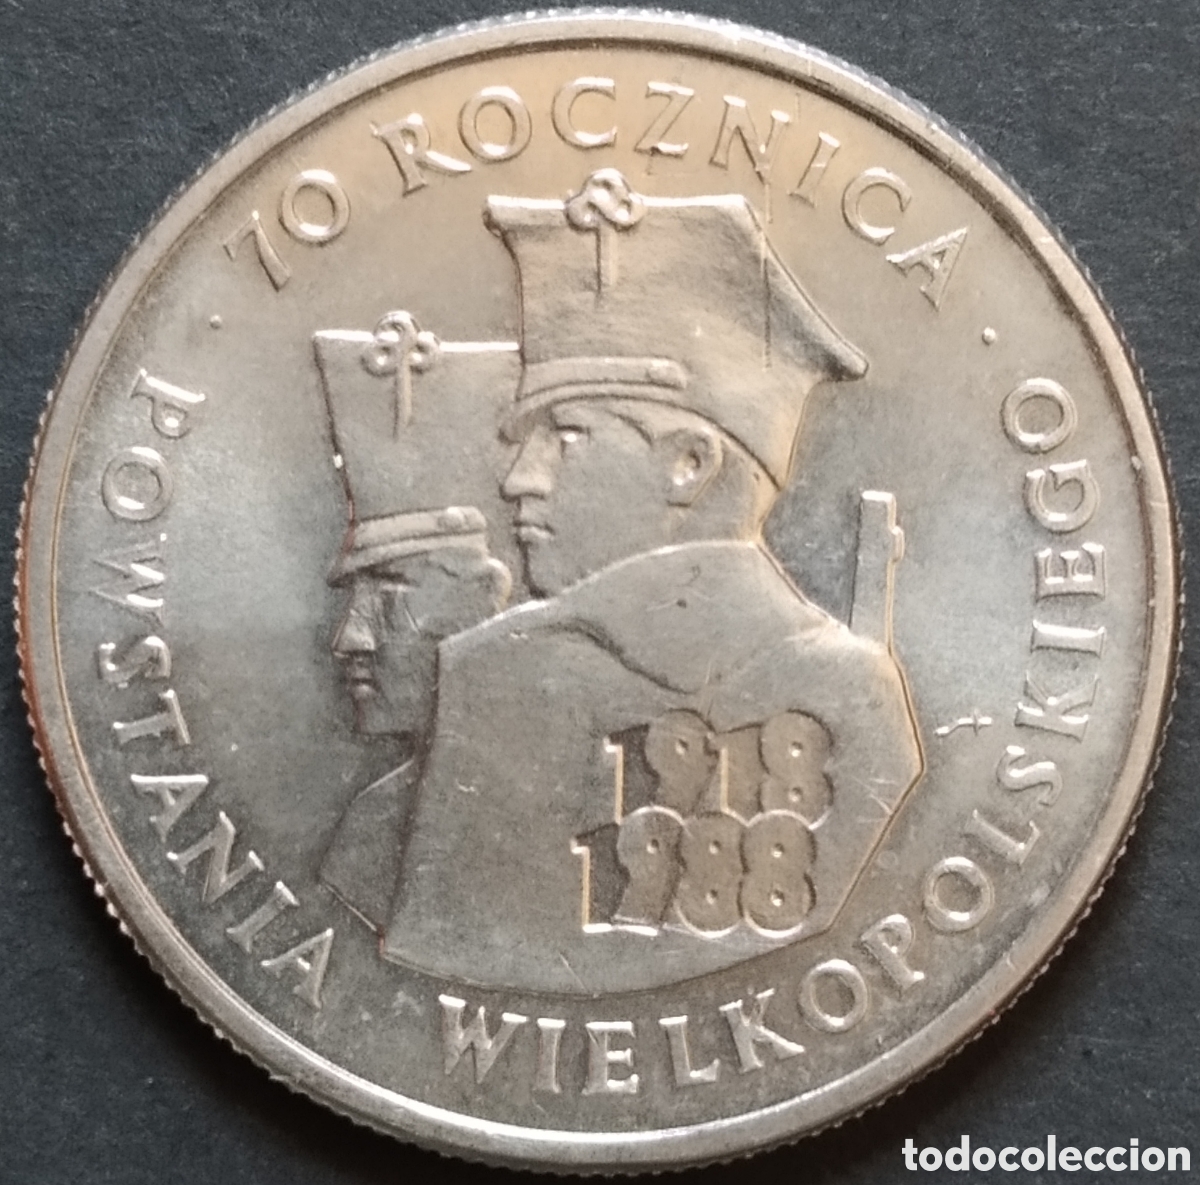 70 ROCZNICA
POWSTANIA WIELKOPOLSKIEGO
1918
1988
todocoleccion